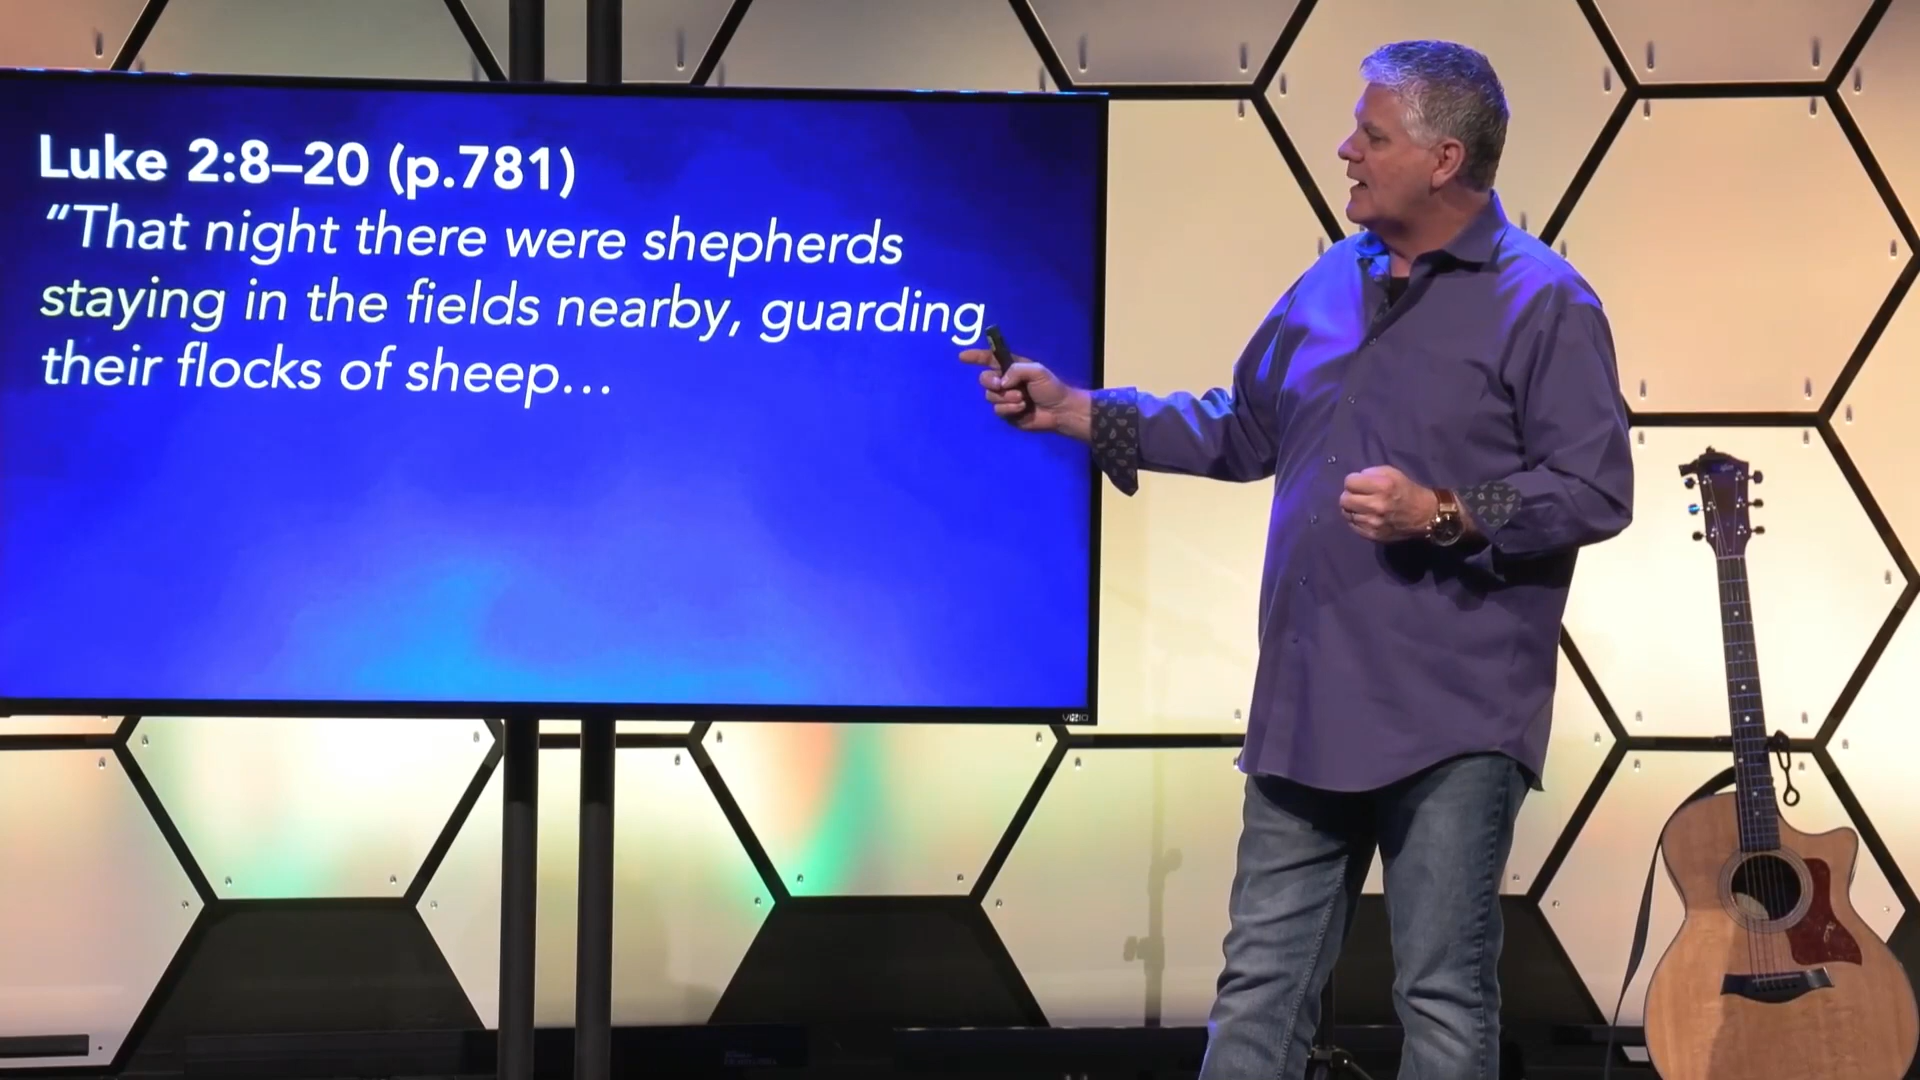 Luke 2:8–20 (p.781)
“That night there were shepherds
staying in the fields nearby, guarding
their flocks of sheep…
VIZIO